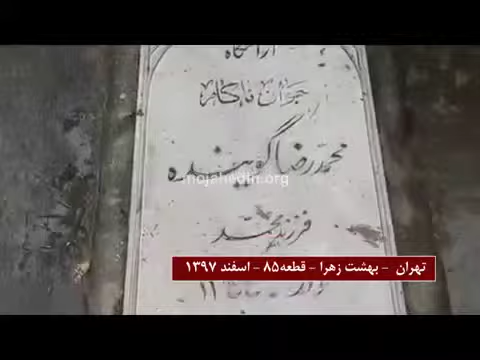 آرامگاه
جوان ناکام
محمدرضا گوینده
mojahedin.org
فرزند محمد
تهران - بهشت زهرا - قطعه۸۵ - اسفند ۱۳۹۷